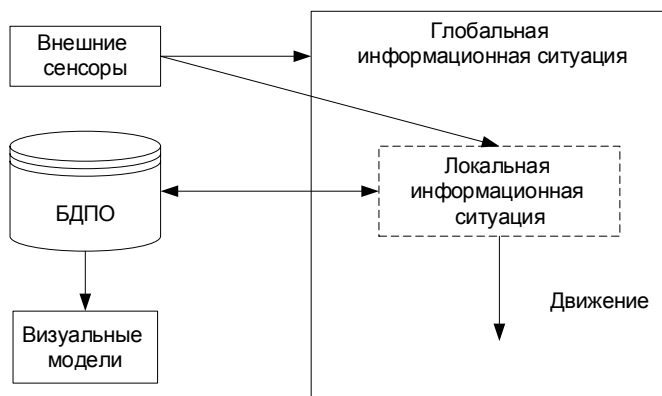 Внешние
сенсоры
Глобальная
информационная ситуация
БДПО
Локальная
информационная
ситуация
Визуальные
модели
Движение